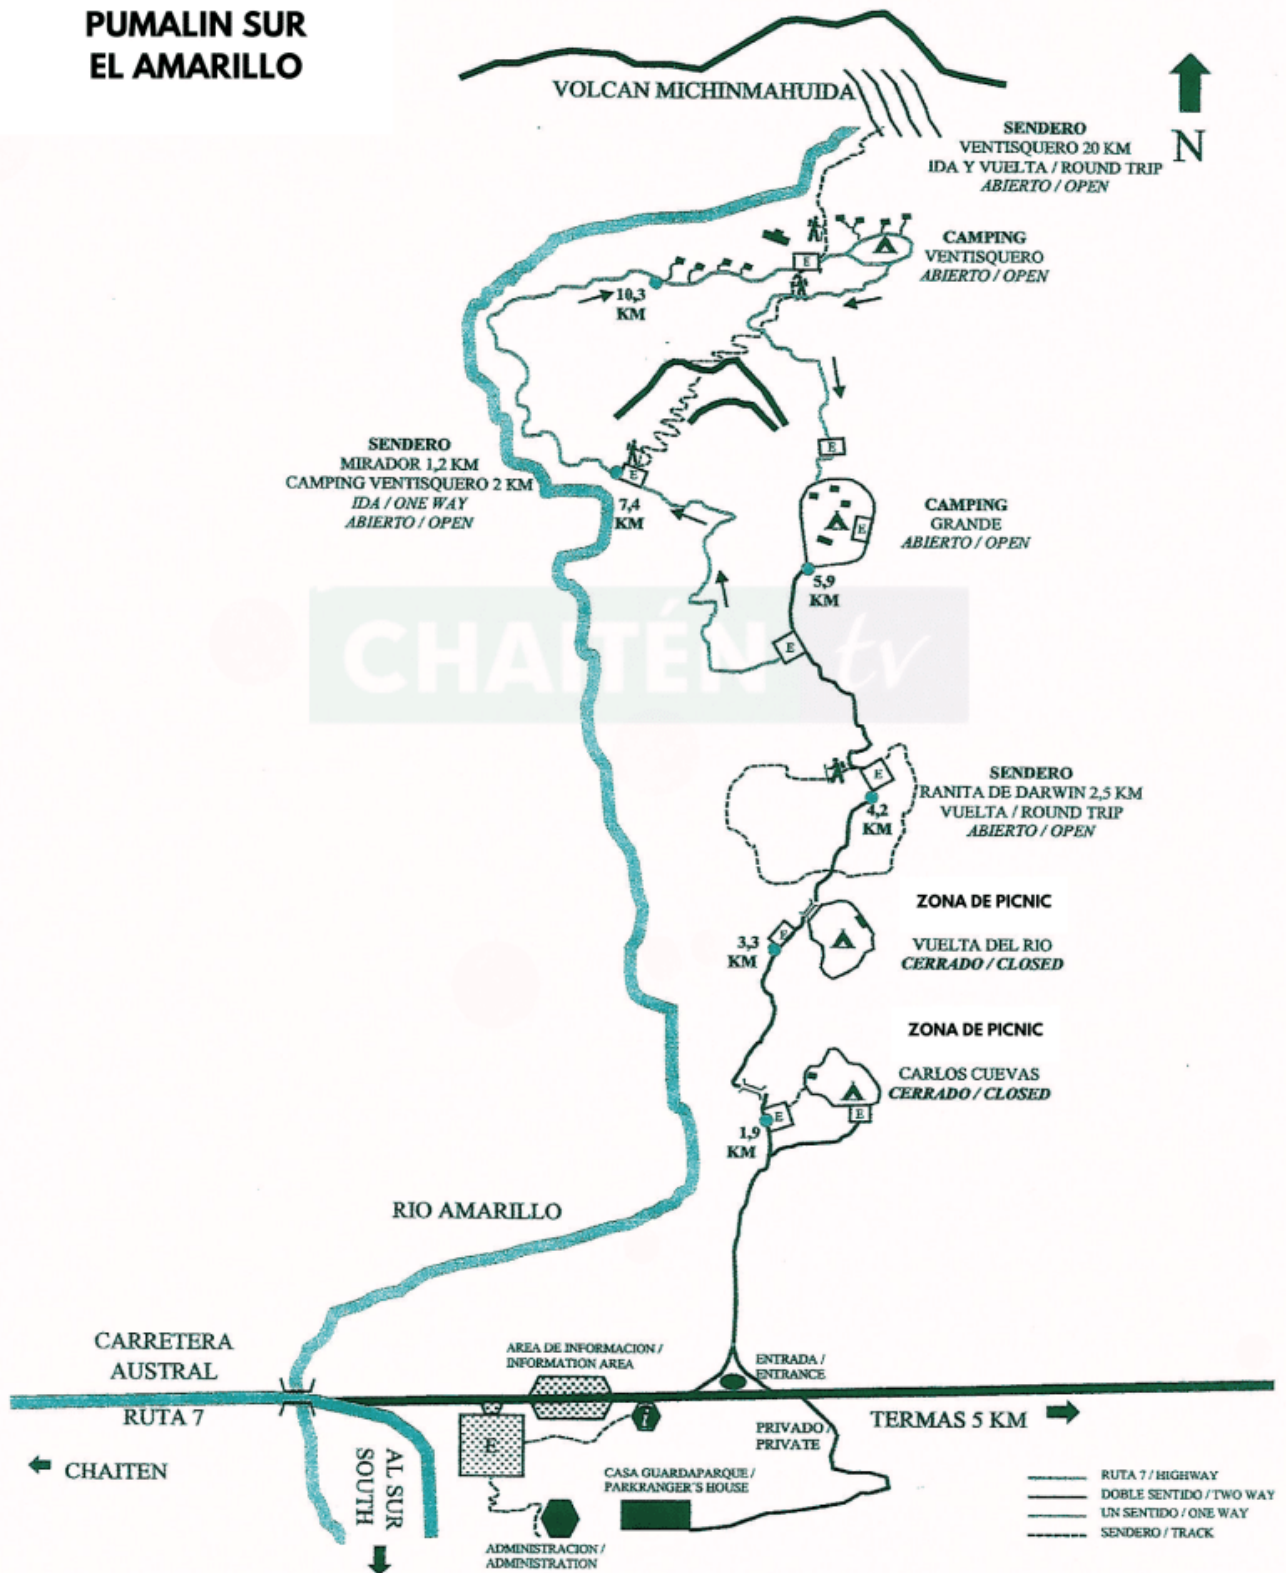 PUMALIN SUR
EL AMARILLO
VOLCAN MICHINMAHUIDA
N
SENDERO
VENTISQUERO 20 KM
IDA Y VUELTA / ROUND TRIP
ABIERTO / OPEN
CAMPING
VENTISQUERO
ABIERTO / OPEN
E
10,3
KM
E
SENDERO
MIRADOR 1,2 KM
CAMPING VENTISQUERO 2 KM
IDA / ONE WAY
ABIERTO / OPEN
E
7,4
KM
CAMPING
GRANDE
ABIERTO / OPEN
E
5,9
KM
CHAITÉN tv
E
SENDERO
RANITA DE DARWIN 2,5 KM
VUELTA / ROUND TRIP
ABIERTO / OPEN
E
4,2
KM
ZONA DE PICNIC
VUELTA DEL RIO
CERRADO / CLOSED
E
3,3
KM
ZONA DE PICNIC
CARLOS CUEVAS
CERRADO / CLOSED
E
E
1,9
KM
RIO AMARILLO
CARRETERA
AUSTRAL
RUTA 7
AREA DE INFORMACION /
INFORMATION AREA
ENTRADA /
ENTRANCE
TERMAS 5 KM
PRIVADO /
PRIVATE
i
E
CHAITEN
AL SUR
SOUTH
CASA GUARDAPARQUE /
PARKRANGER'S HOUSE
ADMINISTRACION /
ADMINISTRATION
RUTA 7 / HIGHWAY
DOBLE SENTIDO / TWO WAY
UN SENTIDO / ONE WAY
SENDERO / TRACK